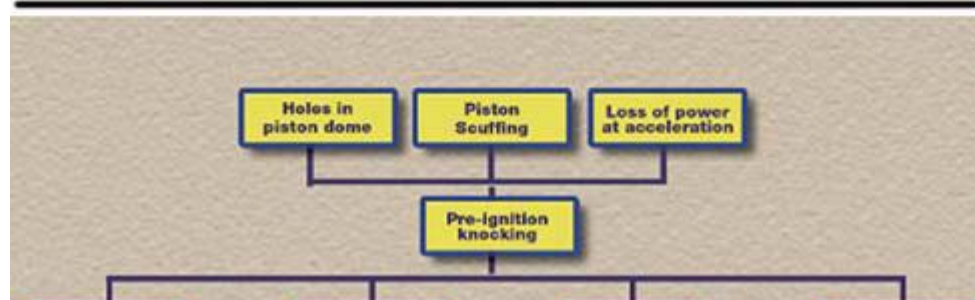 Holes in
piston dome
Piston
Scuffing
Loss of power
at acceleration
Pre-ignition
knocking